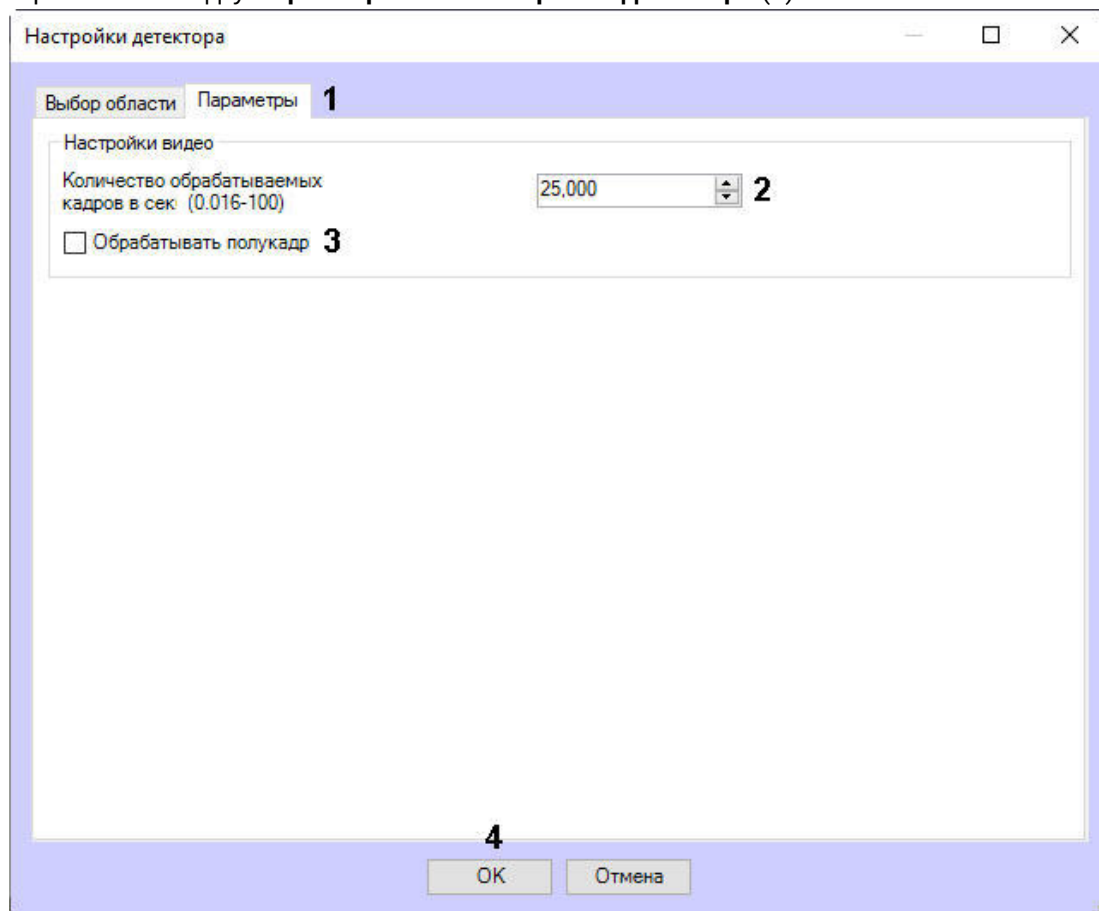 Настройки детектора
Выбор области Параметры 1
Настройки видео
Количество обрабатываемых
кадров в сек (0.016-100)
25,000 2
Обрабатывать полукадр 3
4
OK Отмена